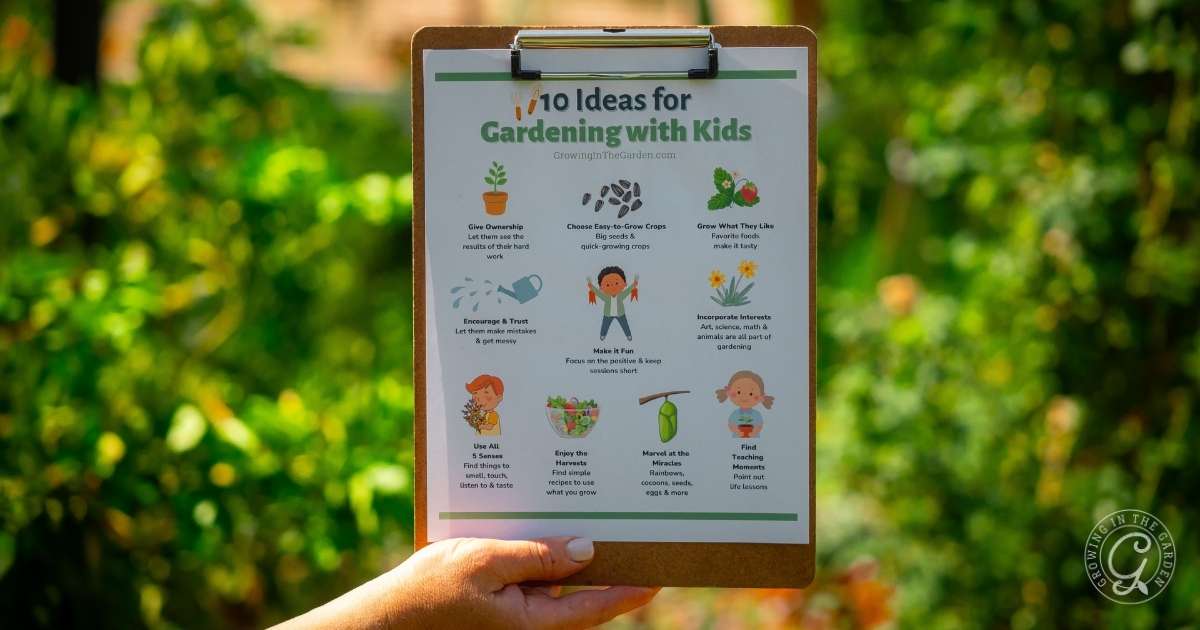 10 Ideas for
Gardening with Kids
GrowingInTheGarden.com
Give Ownership
Let them see the
results of their hard
work
Choose Easy-to-Grow Crops
Big seeds &
quick-growing crops
Grow What They Like
Favorite foods
make it tasty
Encourage & Trust
Let them make mistakes
& get messy
Make it Fun
Focus on the positive & keep
sessions short
Incorporate Interests
Art, science, math &
animals are all part of
gardening
Use All
5 Senses
Find things to
smell, touch,
listen to & taste
Enjoy the
Harvests
Find simple
recipes to use
what you grow
Marvel at the
Miracles
Rainbows,
cocoons, seeds,
eggs & more
Find
Teaching
Moments
Point out
life lessons
GROWING IN THE GARDEN
G